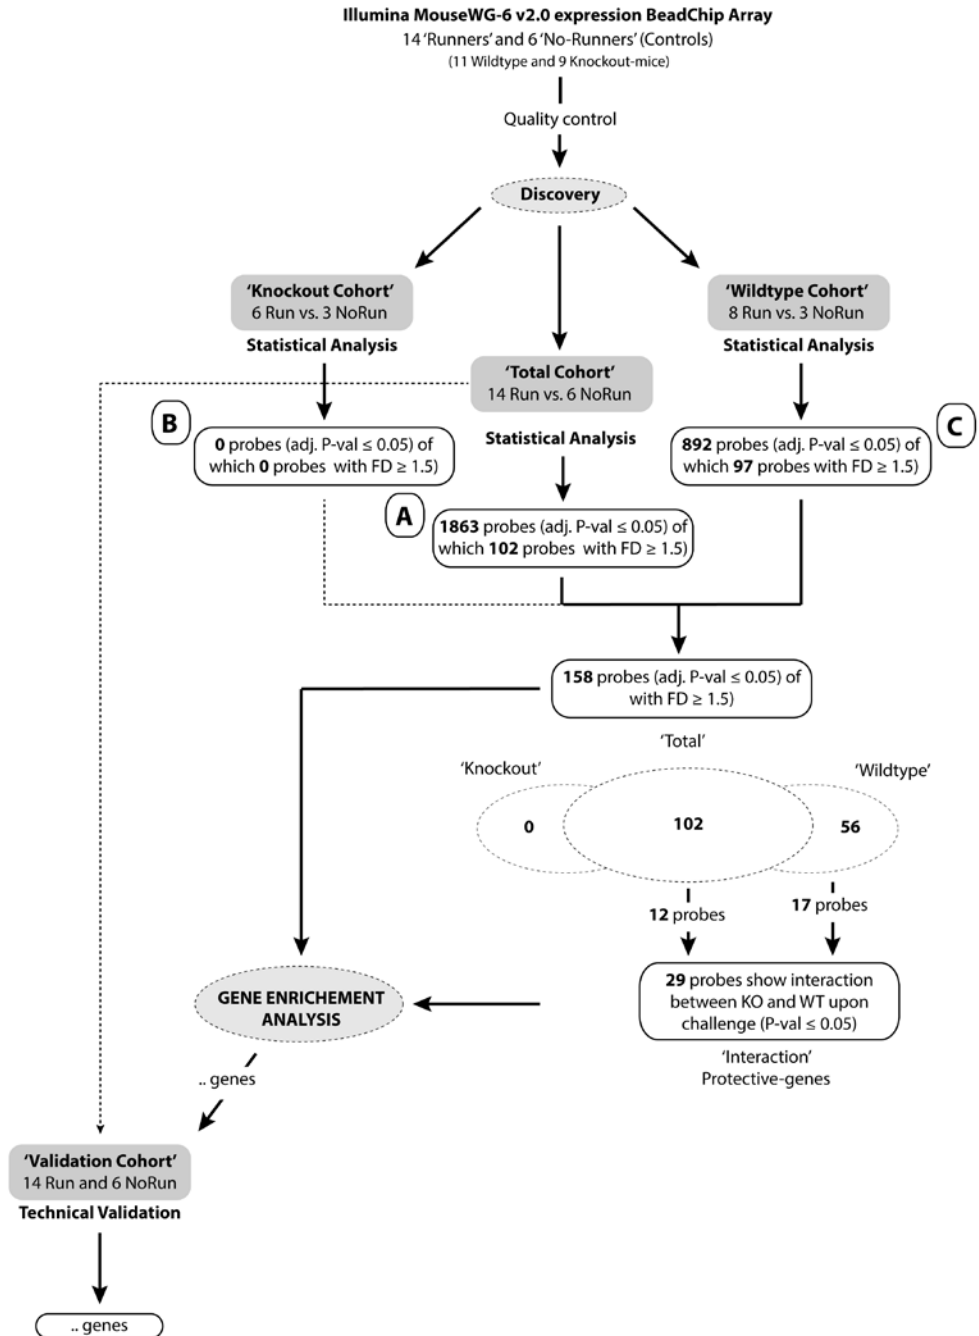 Illumina MouseWG-6 v2.0 expression BeadChip Array
14 'Runners' and 6 'No-Runners' (Controls)
(11 Wildtype and 9 Knockout-mice)
Quality control
Discovery
'Knockout Cohort'
6 Run vs. 3 NoRun
Statistical Analysis
'Wildtype Cohort'
8 Run vs. 3 NoRun
Statistical Analysis
'Total Cohort'
14 Run vs. 6 NoRun
Statistical Analysis
B
0 probes (adj. P-val ≤ 0.05) of
which 0 probes with FD ≥ 1.5)
C
892 probes (adj. P-val ≤ 0.05) of
which 97 probes with FD ≥ 1.5)
A
1863 probes (adj. P-val ≤ 0.05) of
which 102 probes with FD ≥ 1.5)
158 probes (adj. P-val ≤ 0.05) of
with FD ≥ 1.5)
'Total'
'Knockout'
'Wildtype'
0
102
56
12 probes
17 probes
29 probes show interaction
between KO and WT upon
challenge (P-val ≤ 0.05)
'Interaction'
Protective-genes
GENE ENRICHEMENT
ANALYSIS
.. genes
'Validation Cohort'
14 Run and 6 NoRun
Technical Validation
.. genes